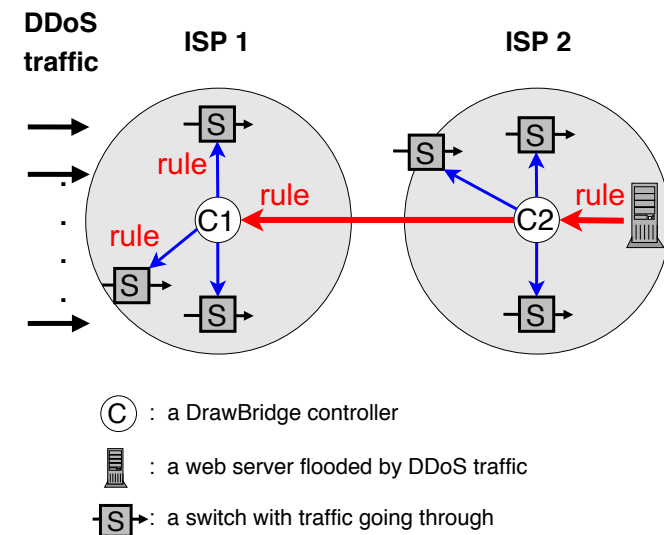 DDoS
traffic
ISP 1
ISP 2
S
S
S
rule
rule
rule
rule
C1
C2
S
S
S
C : a DrawBridge controller
: a web server flooded by DDoS traffic
S : a switch with traffic going through